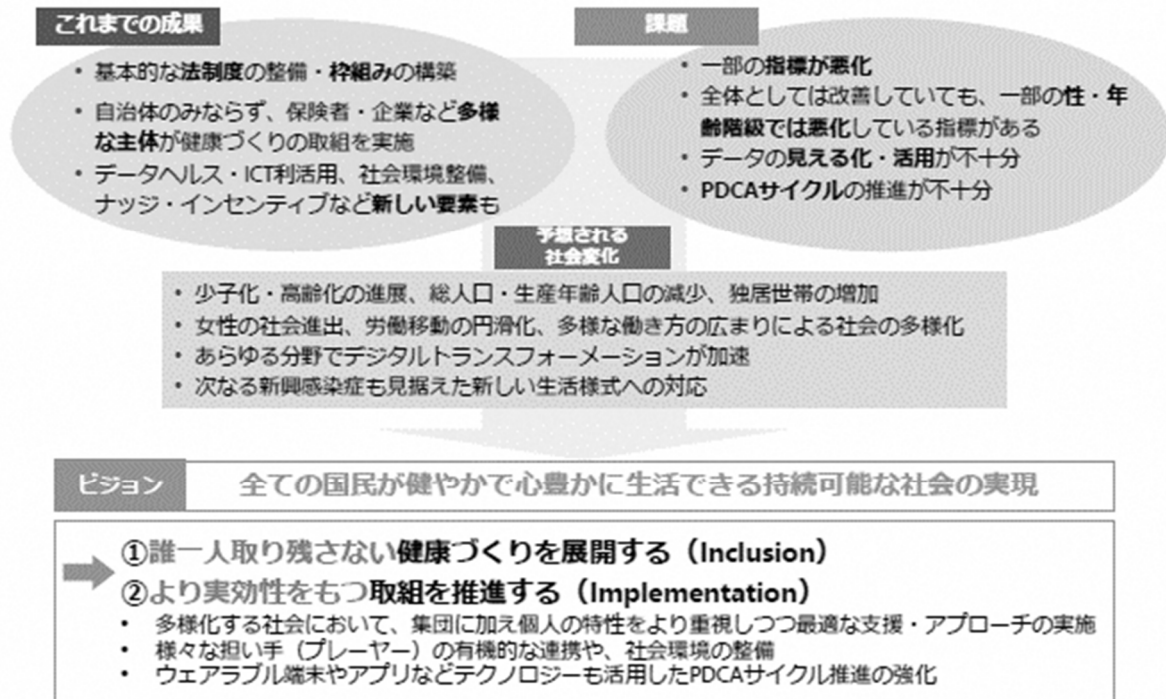 これまでの成果
・基本的な法制度の整備・枠組みの構築
・自治体のみならず、保険者・企業など多様
な主体が健康づくりの取組を実施
・データヘルス・ICT利活用、社会環境整備、
ナッジ・インセンティブなど新しい要素も
課題
・一部の指標が悪化
・全体としては改善していても、一部の性・年
齢階級では悪化している指標がある
・データの見える化・活用が不十分
・PDCAサイクルの推進が不十分
予想される
社会変化
・少子化・高齢化の進展、総人口・生産年齢人口の減少、独居世帯の増加
・女性の社会進出、労働移動の円滑化、多様な働き方の広まりによる社会の多様化
・あらゆる分野でデジタルトランスフォーメーションが加速
・次なる新興感染症も見据えた新しい生活様式への対応
ビジョン
全ての国民が健やかで心豊かに生活できる持続可能な社会の実現
①誰一人取り残さない健康づくりを展開する（Inclusion）
②より実効性をもつ取組を推進する（Implementation）
・多様化する社会において、集団に加え個人の特性をより重視しつつ最適な支援・アプローチの実施
・様々な担い手（プレーヤー）の有機的な連携や、社会環境の整備
・ウェアラブル端末やアプリなどテクノロジーも活用したPDCAサイクル推進の強化